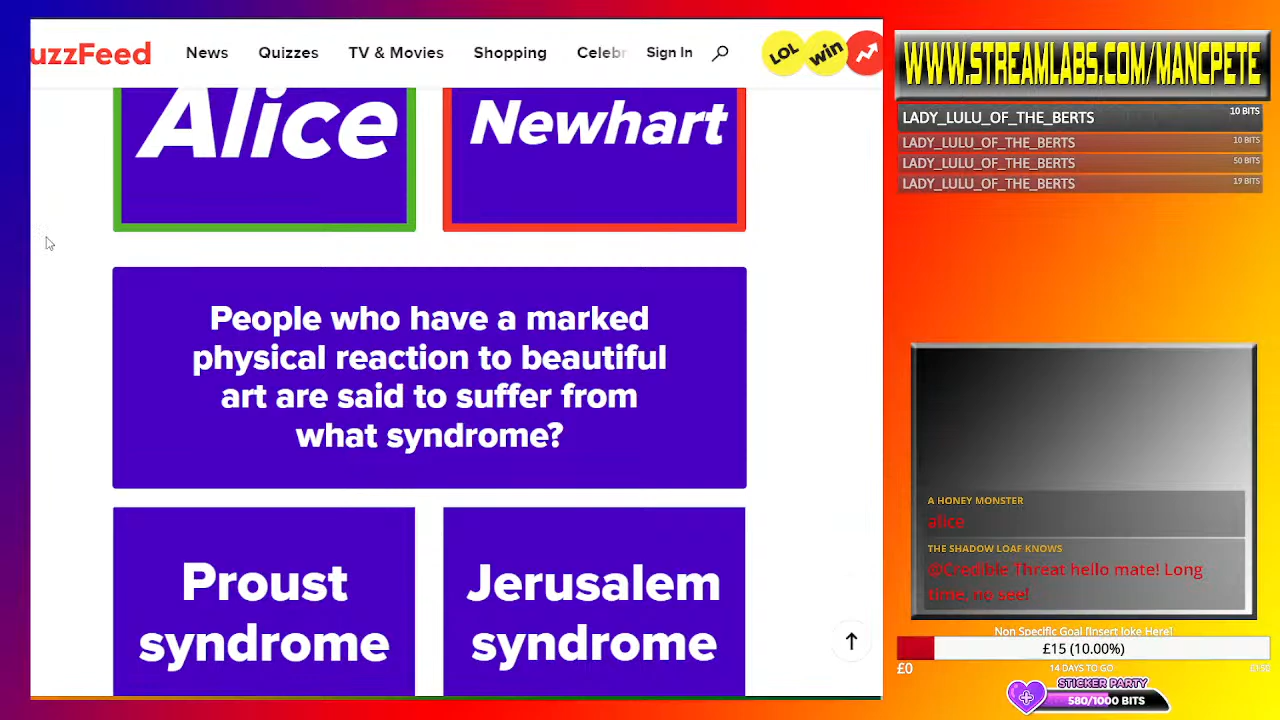 uzzFeed
News
Quizzes
TV & Movies
Shopping
Celebr
Sign In
LOL
win
Alice
Newhart
People who have a marked
physical reaction to beautiful
art are said to suffer from
what syndrome?
Proust
syndrome
Jerusalem
syndrome
WWW.STREAMLABS.COM/MANCPETE
LADY_LULU_OF_THE_BERTS 10 BITS
LADY_LULU_OF_THE_BERTS 10 BITS
LADY_LULU_OF_THE_BERTS 50 BITS
LADY_LULU_OF_THE_BERTS 19 BITS
A HONEY MONSTER
alice
THE SHADOW LOAF KNOWS
@Credible Threat hello mate! Long
time, no see!
Non Specific Goal [Insert Joke Here]
£15 (10.00%)
£0
14 DAYS TO GO
£150
STICKER PARTY
580/1000 BITS